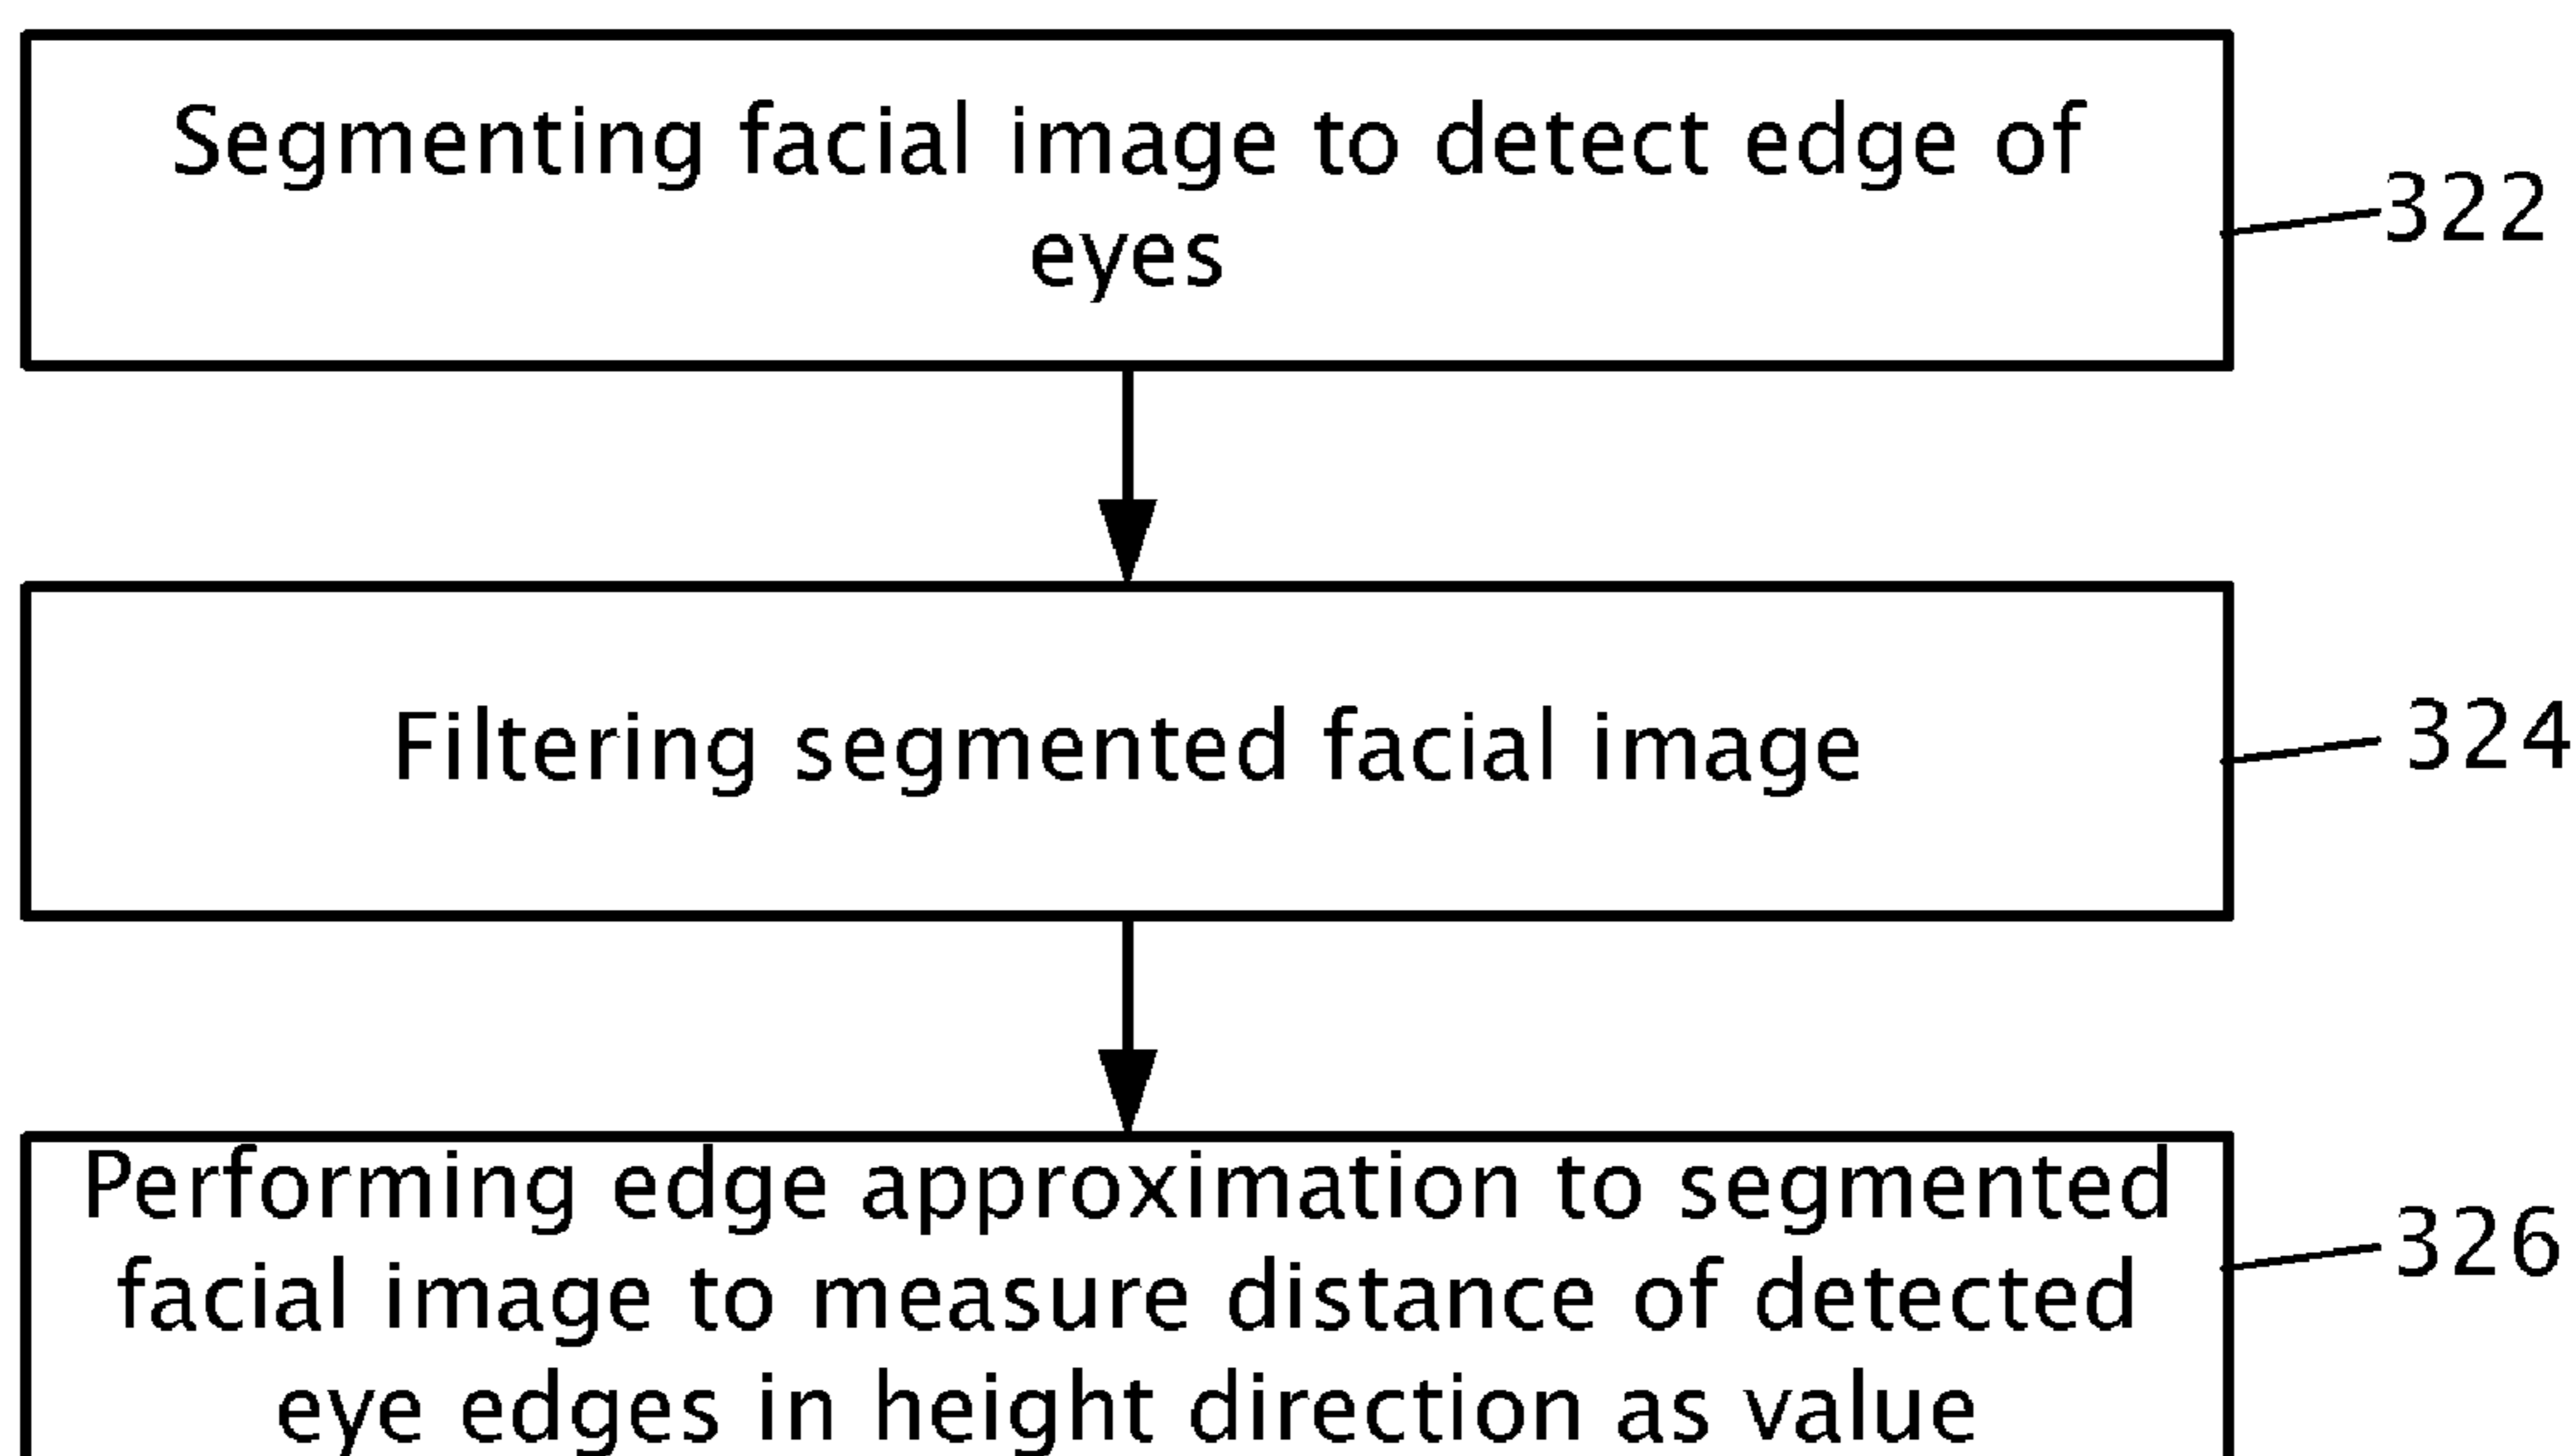 Segmenting facial image to detect edge of
eyes
322
Filtering segmented facial image
324
Performing edge approximation to segmented
facial image to measure distance of detected
eye edges in height direction as value
326